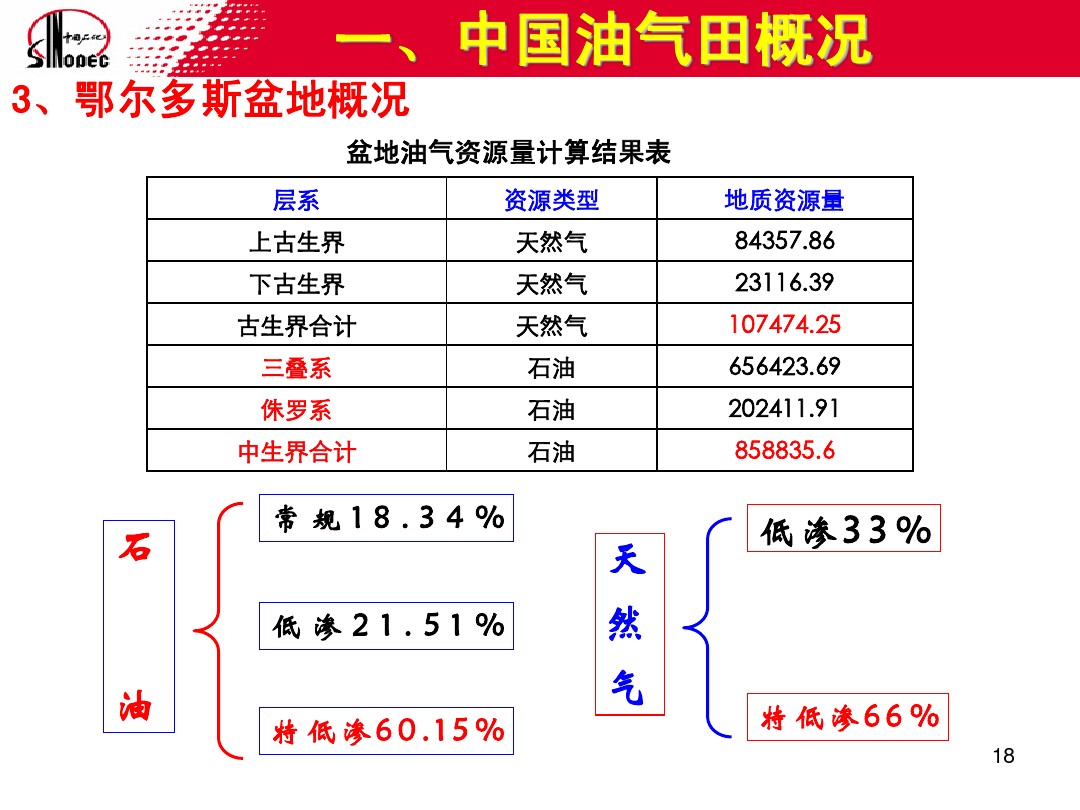 中国石化
SINOPEC
一、中国油气田概况
3、鄂尔多斯盆地概况
盆地油气资源量计算结果表
层系 资源类型 地质资源量
上古生界 天然气 84357.86
下古生界 天然气 23116.39
古生界合计 天然气 107474.25
三叠系 石油 656423.69
侏罗系 石油 202411.91
中生界合计 石油 858835.6
石油
常规18.34%
低渗21.51%
特低渗60.15%
天然气
低渗33%
特低渗66%
18